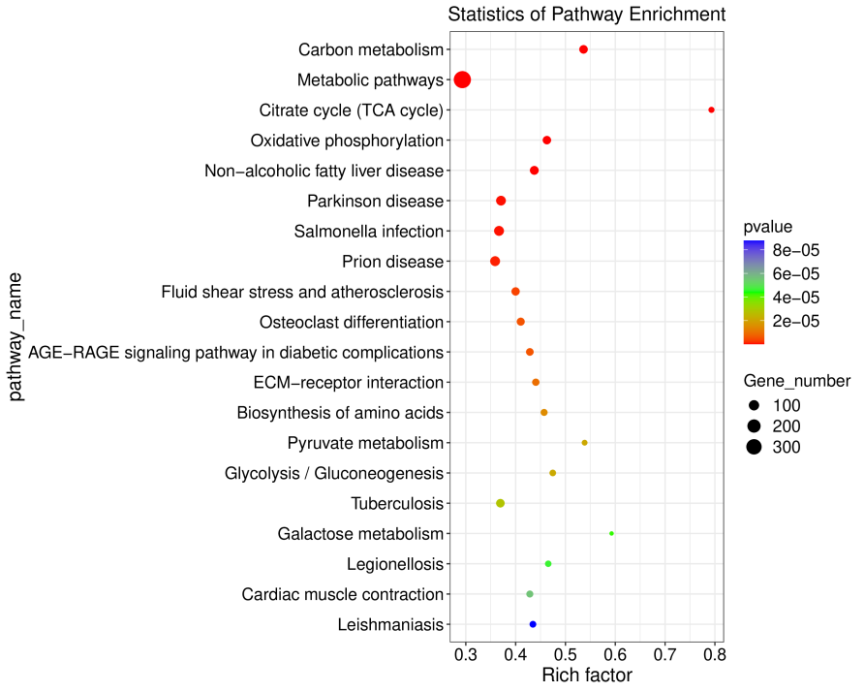 Statistics of Pathway Enrichment
pathway_name
Carbon metabolism
Metabolic pathways
Citrate cycle (TCA cycle)
Oxidative phosphorylation
Non−alcoholic fatty liver disease
Parkinson disease
Salmonella infection
Prion disease
Fluid shear stress and atherosclerosis
Osteoclast differentiation
AGE−RAGE signaling pathway in diabetic complications
ECM−receptor interaction
Biosynthesis of amino acids
Pyruvate metabolism
Glycolysis / Gluconeogenesis
Tuberculosis
Galactose metabolism
Legionellosis
Cardiac muscle contraction
Leishmaniasis
0.3 0.4 0.5 0.6 0.7 0.8
Rich factor
pvalue
8e−05
6e−05
4e−05
2e−05
Gene_number
100
200
300